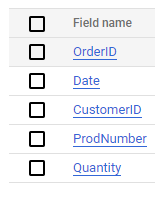 Field name
OrderID
Date
CustomerID
ProdNumber
Quantity